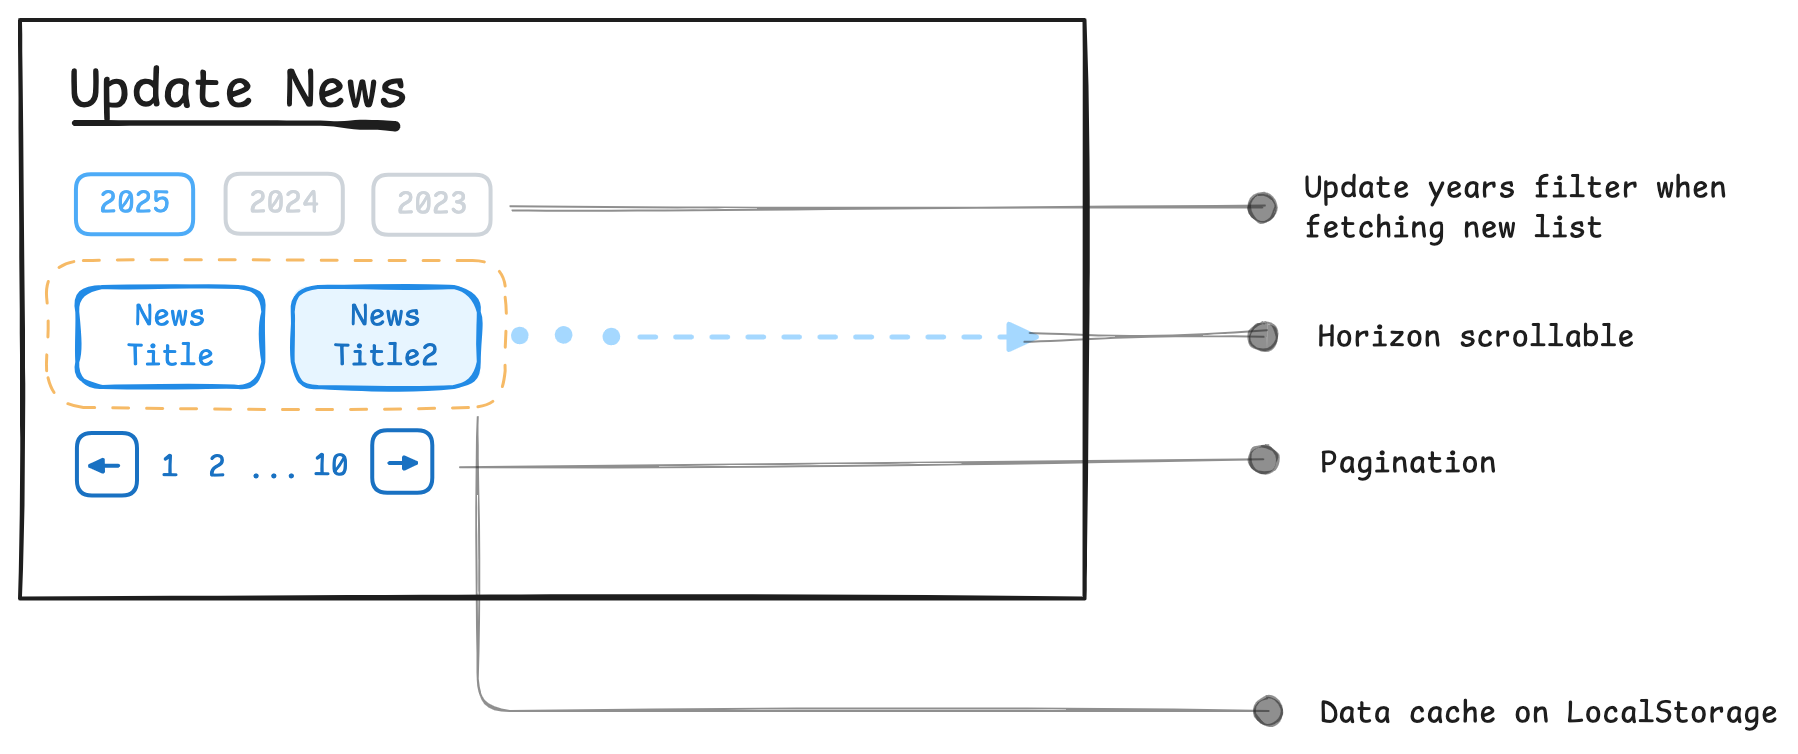 Update News
2025 2024 2023
Update years filter when
fetching new list
News
Title
News
Title2
Horizon scrollable
1 2 ... 10
Pagination
Data cache on LocalStorage